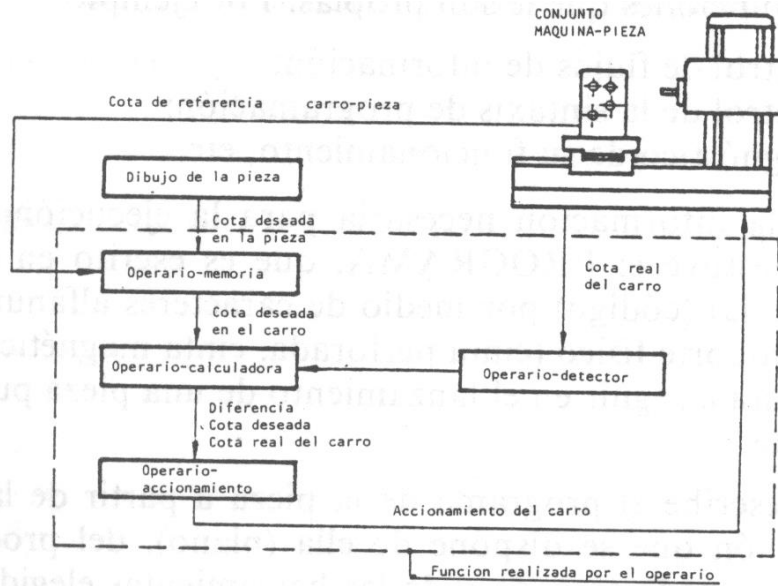 CONJUNTO
MAQUINA-PIEZA
Cota de referencia carro-pieza
Dibujo de la pieza
Cota deseada
en la pieza
Operario-memoria
Cota real
del carro
Cota deseada
en el carro
Operario-calculadora
Operario-detector
Diferencia
Cota deseada
Cota real del carro
Operario-
accionamiento
Accionamiento del carro
Funcion realizada por el operario